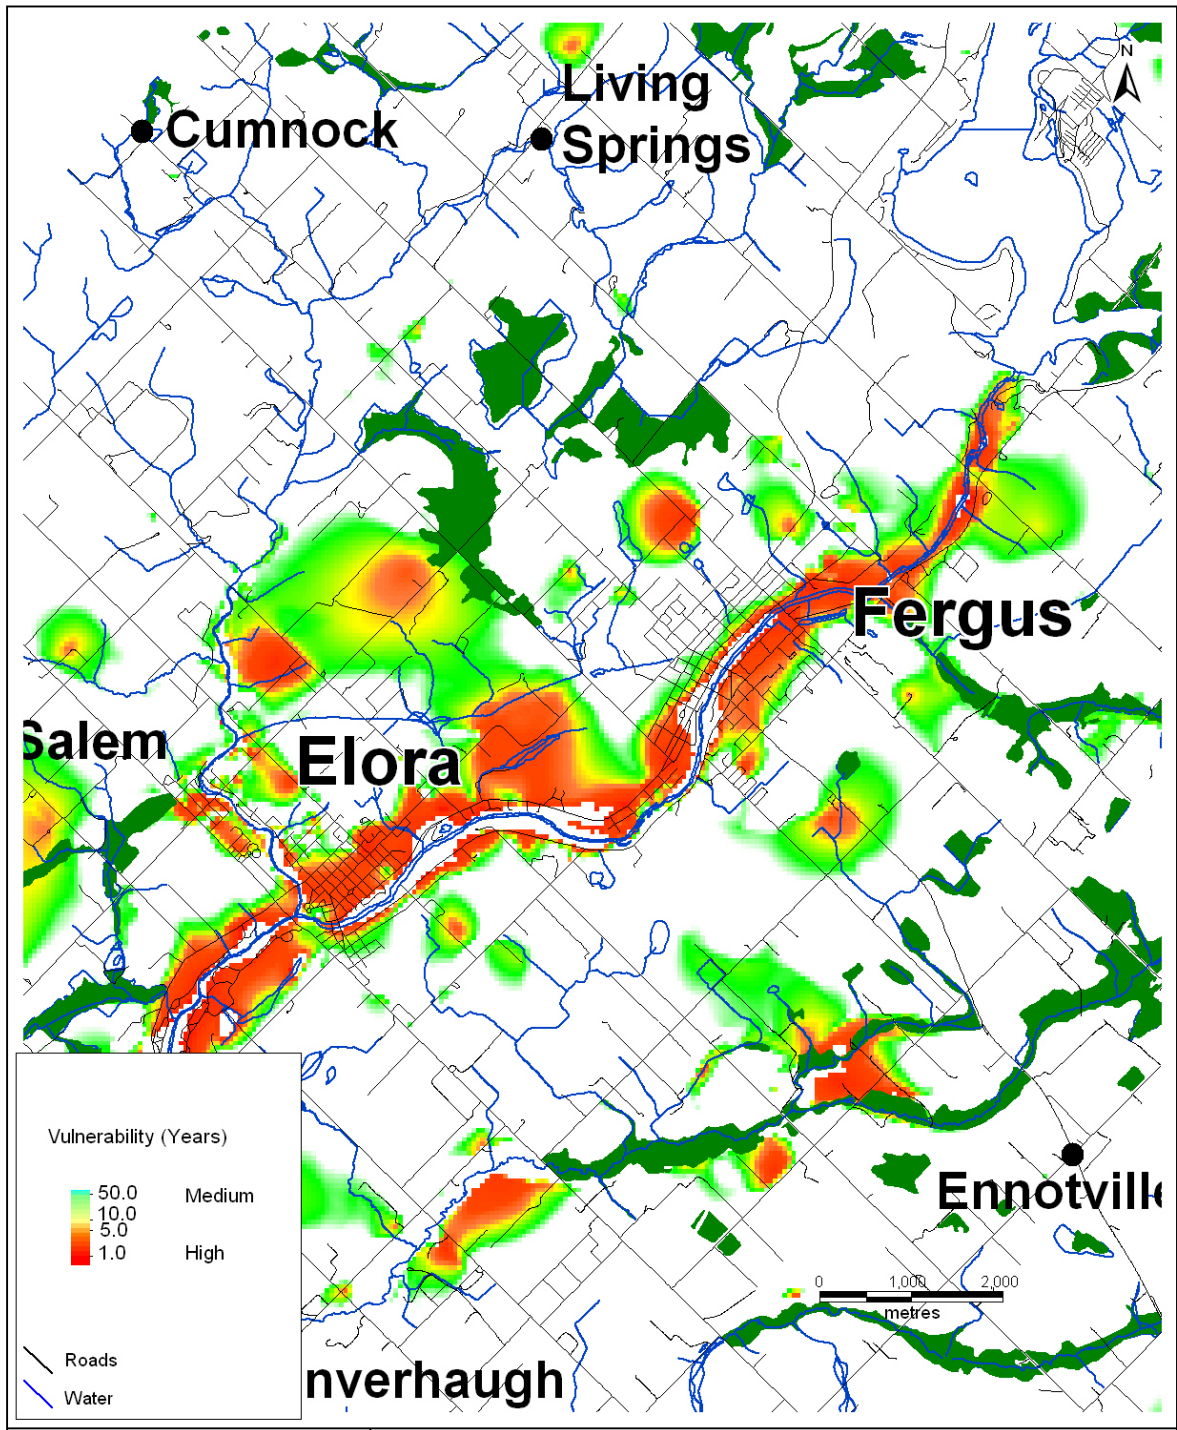 N
Living
Springs
Cumnock
Fergus
Salem
Elora
Ennotville
Vulnerability (Years)
50.0 Medium
10.0
5.0
1.0 High
0 1,000 2,000
metres
Roads
Water
nverhaugh